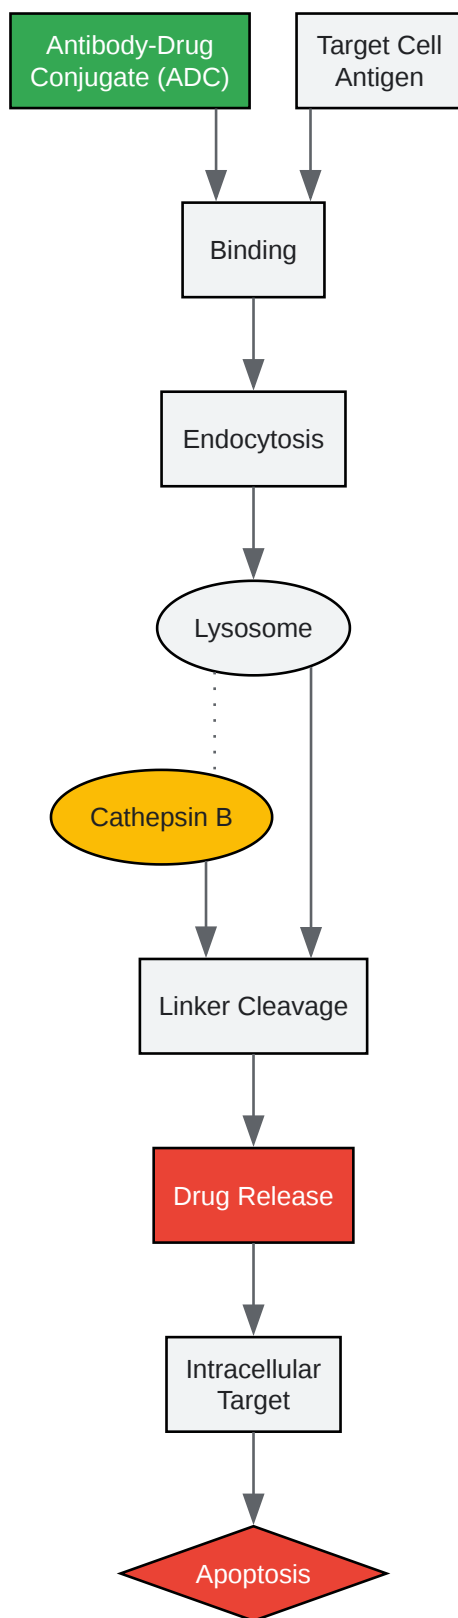 Antibody-Drug
Conjugate (ADC)
Target Cell
Antigen
Binding
Endocytosis
Lysosome
Cathepsin B
Linker Cleavage
Drug Release
Intracellular
Target
Apoptosis